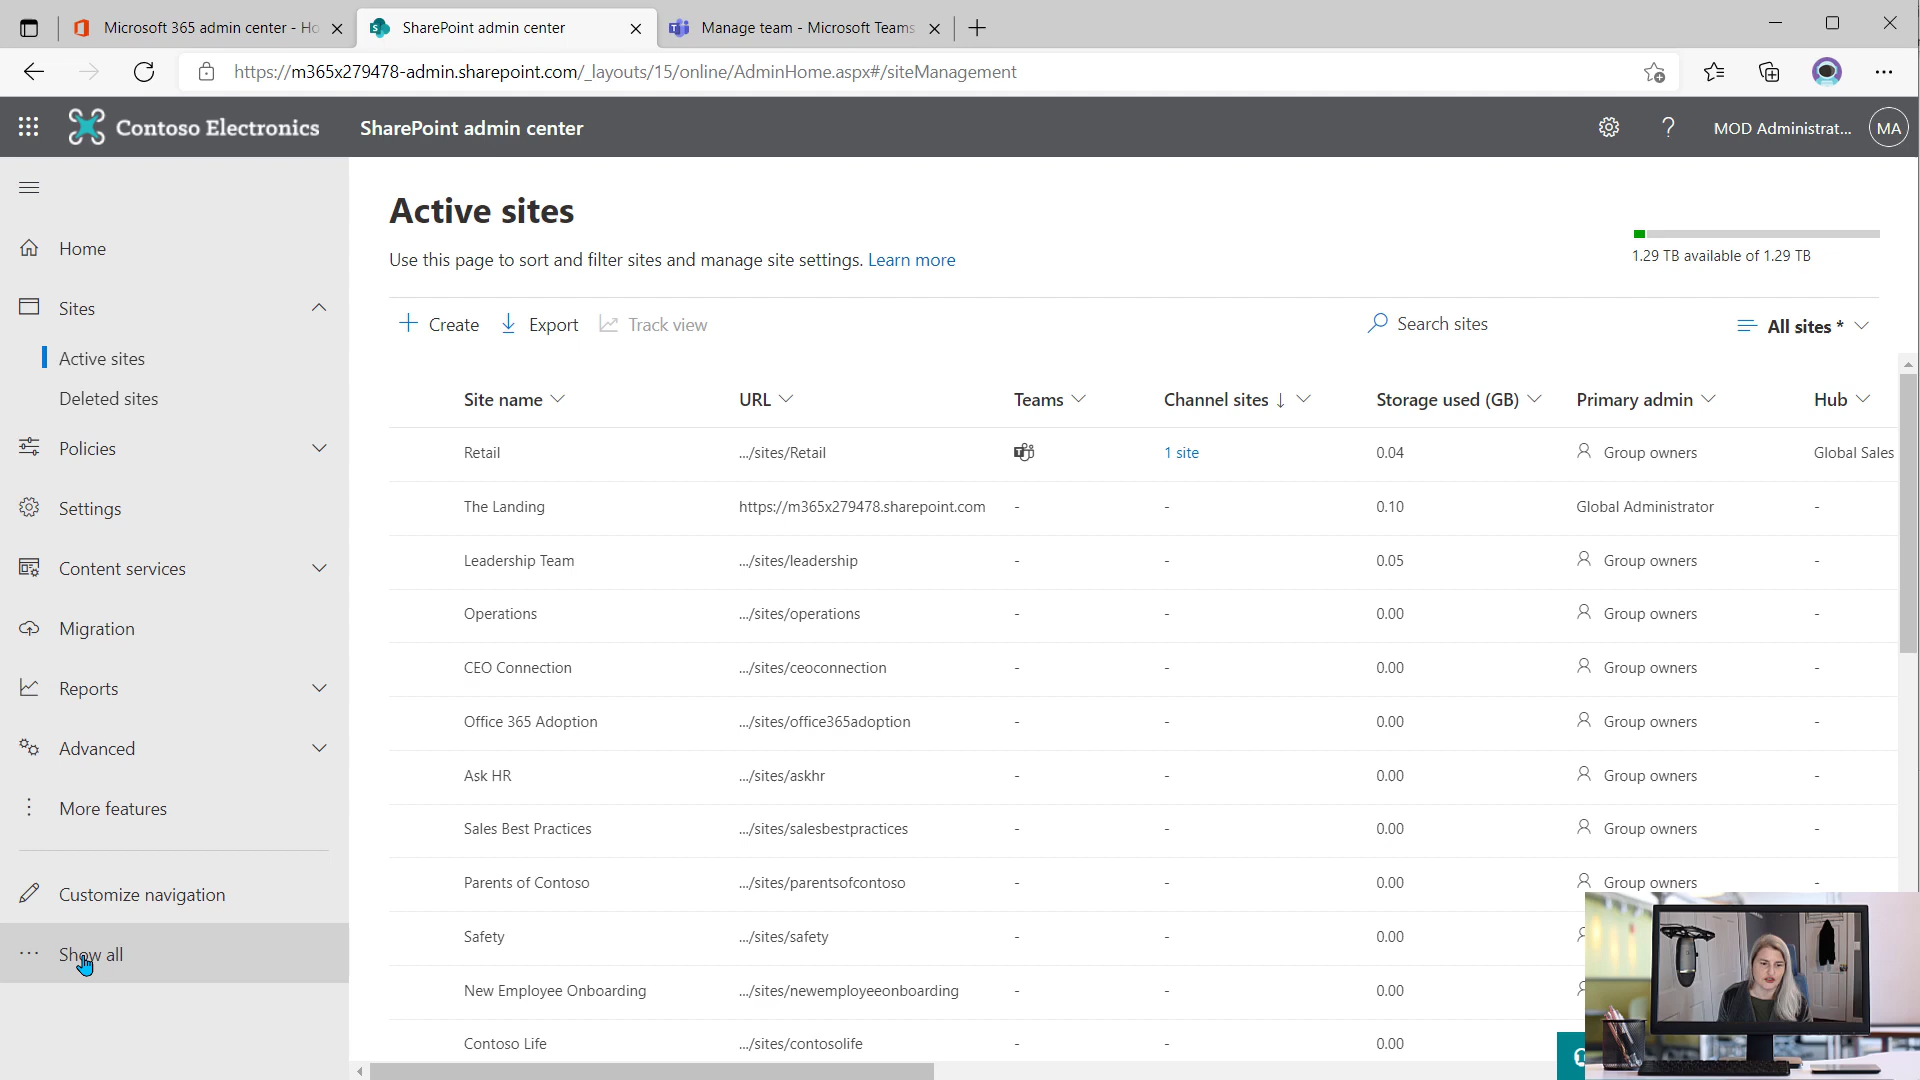 Microsoft 365 admin center - Ho
SharePoint admin center
Manage team - Microsoft Teams
https://m365x279478-admin.sharepoint.com/_layouts/15/online/AdminHome.aspx#/siteManagement
Contoso Electronics
SharePoint admin center
MOD Administrat...
MA
Home
Sites
Active sites
Deleted sites
Policies
Settings
Content services
Migration
Reports
Advanced
More features
Customize navigation
Show all
Active sites
Use this page to sort and filter sites and manage site settings. Learn more
1.29 TB available of 1.29 TB
Create Export Track view
Search sites
All sites *
Site name URL Teams Channel sites ↓ Storage used (GB) Primary admin Hub
Retail .../sites/Retail 1 site 0.04 Group owners Global Sales
The Landing https://m365x279478.sharepoint.com - - 0.10 Global Administrator -
Leadership Team .../sites/leadership - - 0.05 Group owners -
Operations .../sites/operations - - 0.00 Group owners -
CEO Connection .../sites/ceoconnection - - 0.00 Group owners -
Office 365 Adoption .../sites/office365adoption - - 0.00 Group owners -
Ask HR .../sites/askhr - - 0.00 Group owners -
Sales Best Practices .../sites/salesbestpractices - - 0.00 Group owners -
Parents of Contoso .../sites/parentsofcontoso - - 0.00 Group owners -
Safety .../sites/safety - - 0.00
New Employee Onboarding .../sites/newemployeeonboarding - - 0.00
Contoso Life .../sites/contosolife - - 0.00